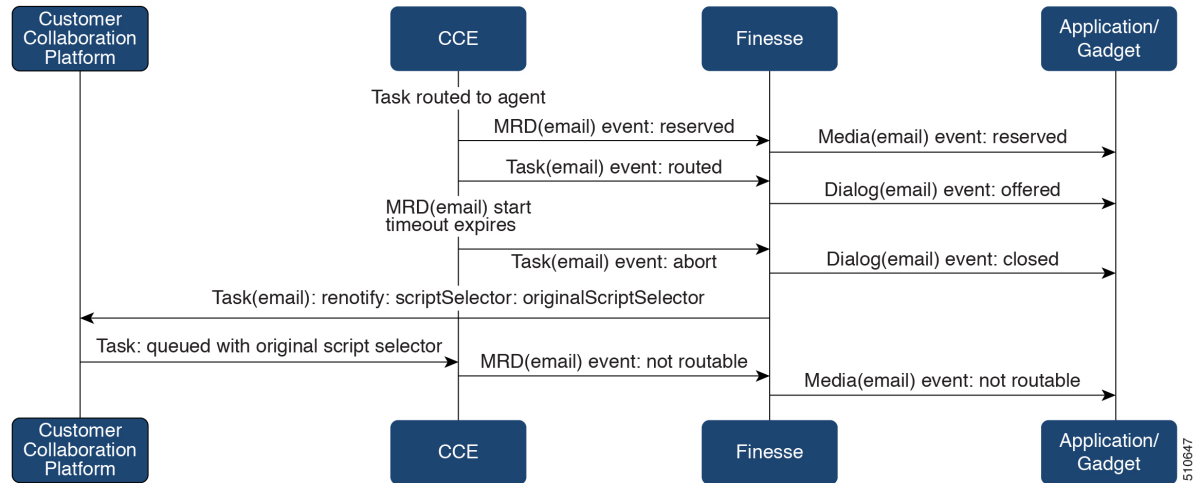 Customer
Collaboration
Platform
CCE
Finesse
Application/
Gadget
Task routed to agent
MRD(email) event: reserved
Media(email) event: reserved
Task(email) event: routed
Dialog(email) event: offered
MRD(email) start
timeout expires
Task(email) event: abort
Dialog(email) event: closed
Task(email): renotify: scriptSelector: originalScriptSelector
Task: queued with original script selector
MRD(email) event: not routable
Media(email) event: not routable
Customer
Collaboration
Platform
CCE
Finesse
Application/
Gadget
510647